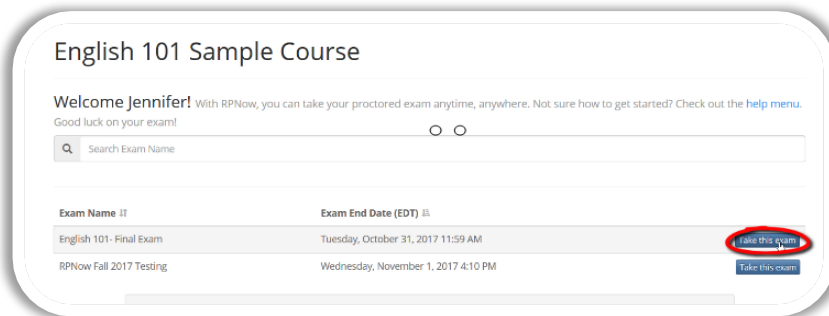 English 101 Sample Course
Welcome Jennifer! With RPNow, you can take your proctored exam anytime, anywhere. Not sure how to get started? Check out the help menu.
Good luck on your exam!
Search Exam Name
Exam Name Exam End Date (EDT)
English 101- Final Exam Tuesday, October 31, 2017 11:59 AM Take this exam
RPNow Fall 2017 Testing Wednesday, November 1, 2017 4:10 PM Take this exam